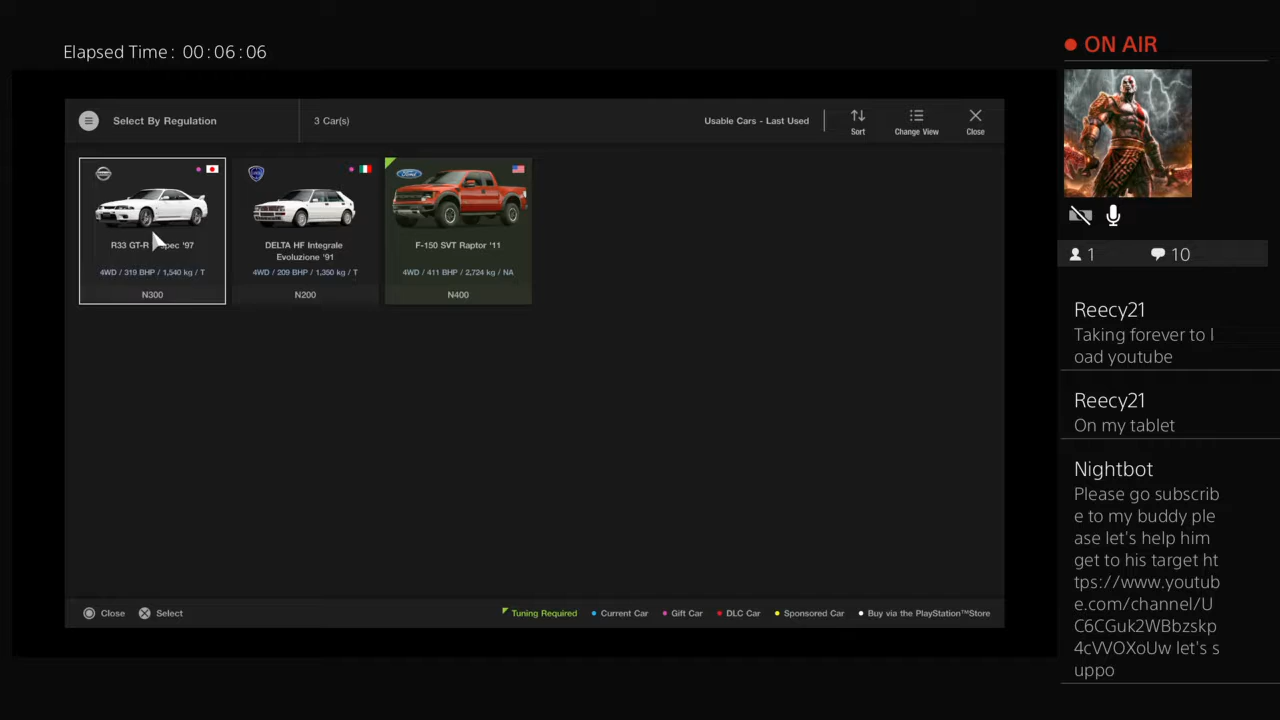 Elapsed Time: 00:06:06
ON AIR
Select By Regulation
3 Car(s)
Usable Cars - Last Used
Sort
Change View
Close
R33 GT-R pec '97
4WD / 319 BHP / 1,540 kg / T
N300
DELTA HF Integrale
Evoluzione '91
4WD / 209 BHP / 1,350 kg / T
N200
Ford
F-150 SVT Raptor '11
4WD / 411 BHP / 2,724 kg / NA
N400
Close
Select
Tuning Required
Current Car
Gift Car
DLC Car
Sponsored Car
Buy via the PlayStation™Store
1
10
Reecy21
Taking forever to l
oad youtube
Reecy21
On my tablet
Nightbot
Please go subscrib
e to my buddy ple
ase let's help him
get to his target ht
tps://www.youtub
e.com/channel/U
C6CGuk2WBbzskp
4cVVOXoUw let's s
uppo